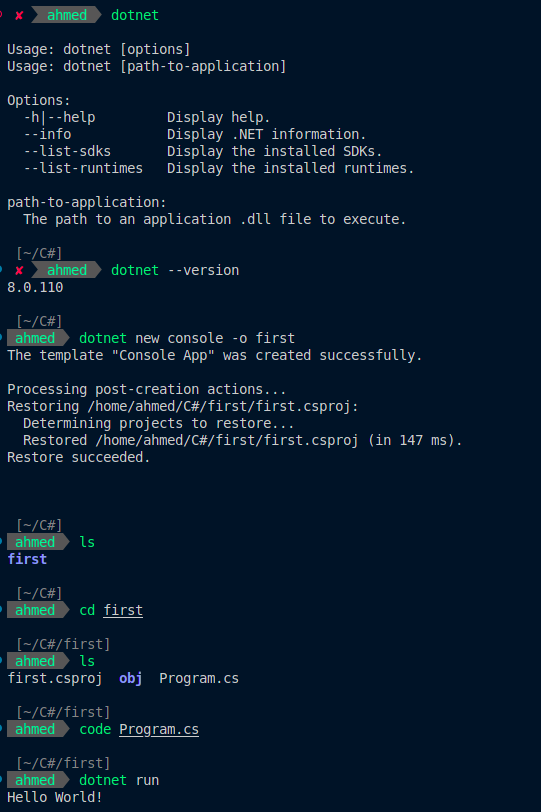 ✘ ahmed dotnet
Usage: dotnet [options]
Usage: dotnet [path-to-application]
Options:
-h|--help Display help.
--info Display .NET information.
--list-sdks Display the installed SDKs.
--list-runtimes Display the installed runtimes.
path-to-application:
The path to an application .dll file to execute.
[~/C#]
✘ ahmed dotnet --version
8.0.110
[~/C#]
ahmed dotnet new console -o first
The template "Console App" was created successfully.
Processing post-creation actions...
Restoring /home/ahmed/C#/first/first.csproj:
Determining projects to restore...
Restored /home/ahmed/C#/first/first.csproj (in 147 ms).
Restore succeeded.
[~/C#]
ahmed ls
first
[~/C#]
ahmed cd first
[~/C#/first]
ahmed ls
first.csproj obj Program.cs
[~/C#/first]
ahmed code Program.cs
[~/C#/first]
ahmed dotnet run
Hello World!